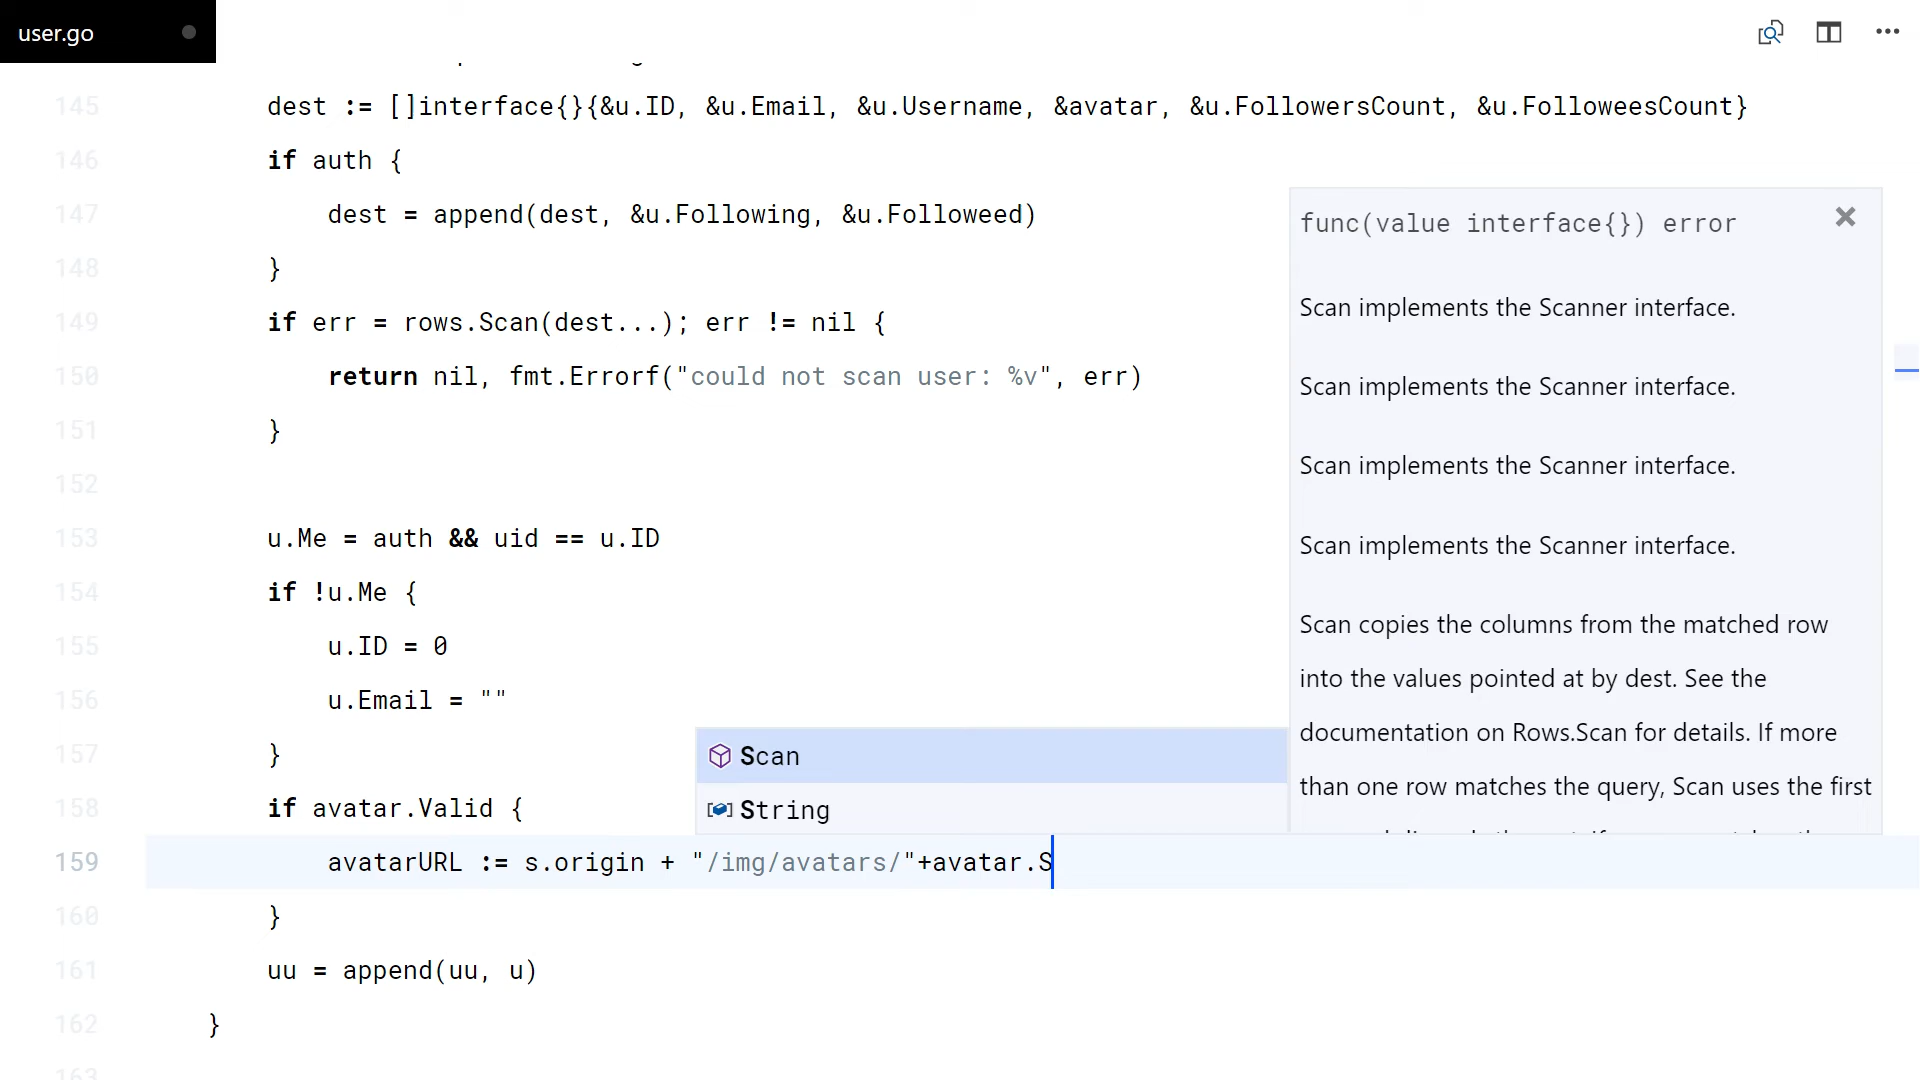 user.go
145 dest := []interface{}{&u.ID, &u.Email, &u.Username, &avatar, &u.FollowersCount, &u.FolloweesCount}
146 if auth {
147 dest = append(dest, &u.Following, &u.Followeed)
148 }
149 if err = rows.Scan(dest...); err != nil {
150 return nil, fmt.Errorf("could not scan user: %v", err)
151 }
152
153 u.Me = auth && uid == u.ID
154 if !u.Me {
155 u.ID = 0
156 u.Email = ""
157 }
158 if avatar.Valid {
159 avatarURL := s.origin + "/img/avatars/"+avatar.S
160 }
161 uu = append(uu, u)
162 }
163
Scan
String
func(value interface{}) error
Scan implements the Scanner interface.
Scan implements the Scanner interface.
Scan implements the Scanner interface.
Scan implements the Scanner interface.
Scan copies the columns from the matched row
into the values pointed at by dest. See the
documentation on Rows.Scan for details. If more
than one row matches the query, Scan uses the first